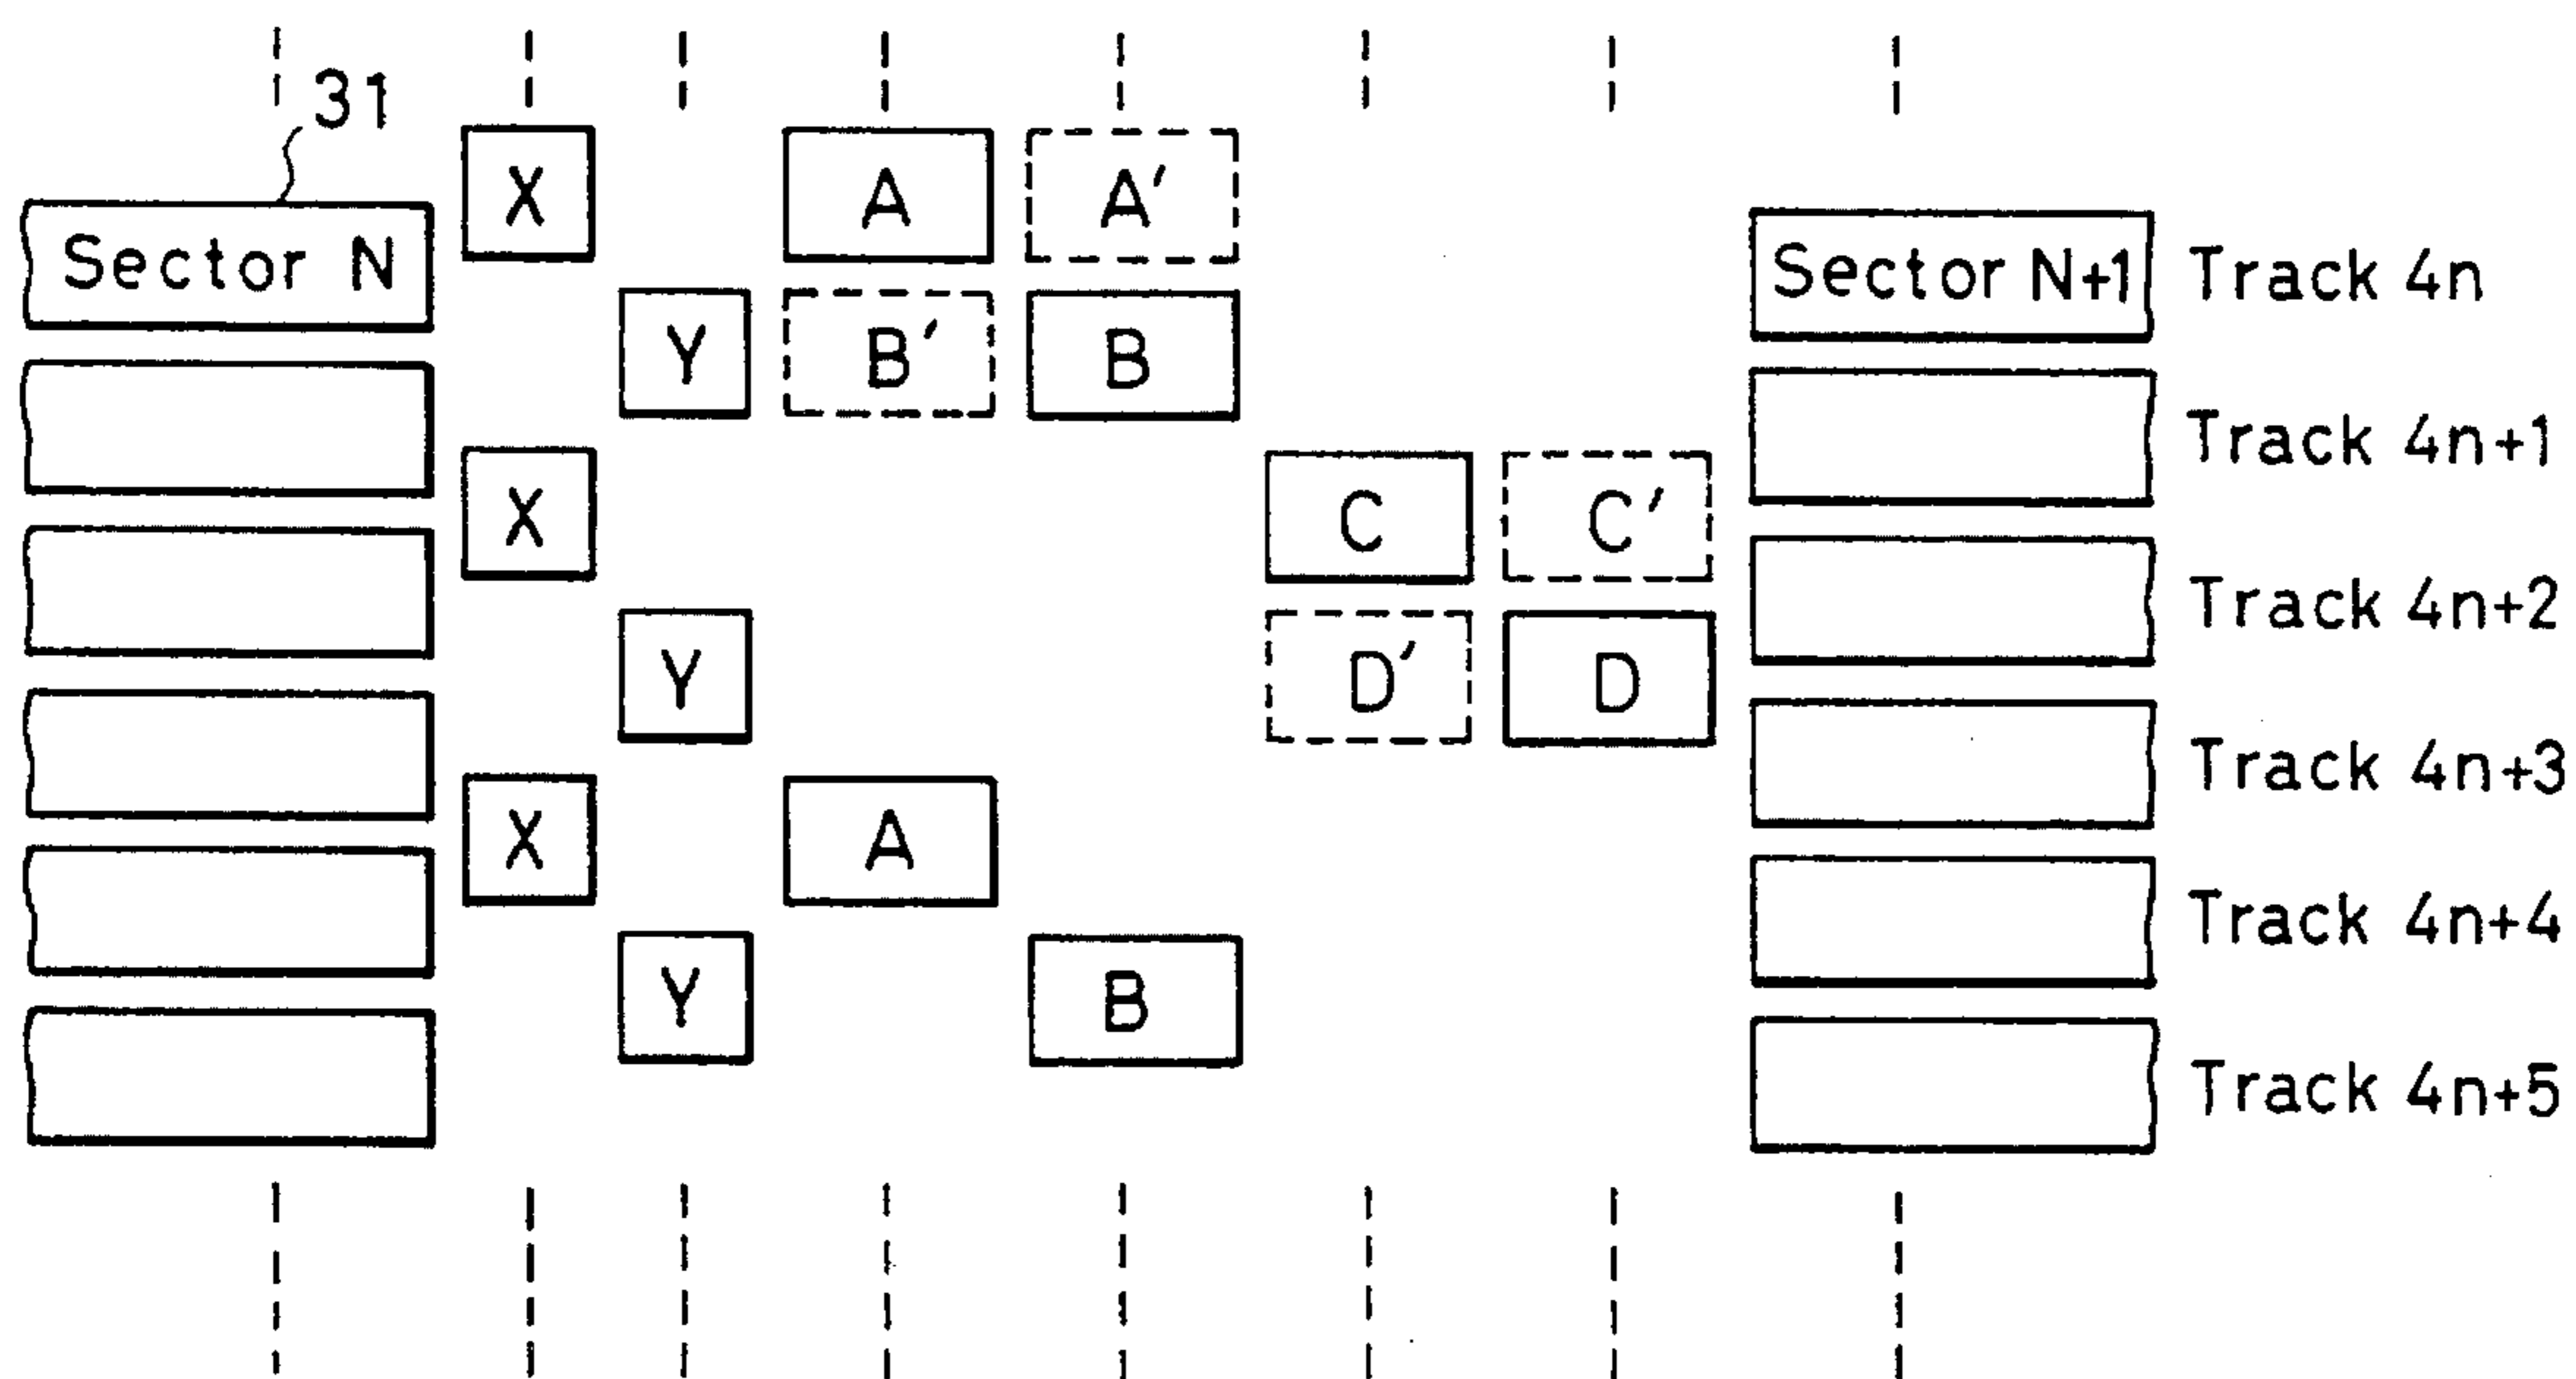 31
X A A'
Sector N Sector N+1 Track 4n
Y B' B
Track 4n+1
X C C'
Track 4n+2
Y D' D
Track 4n+3
X A
Track 4n+4
Y B
Track 4n+5